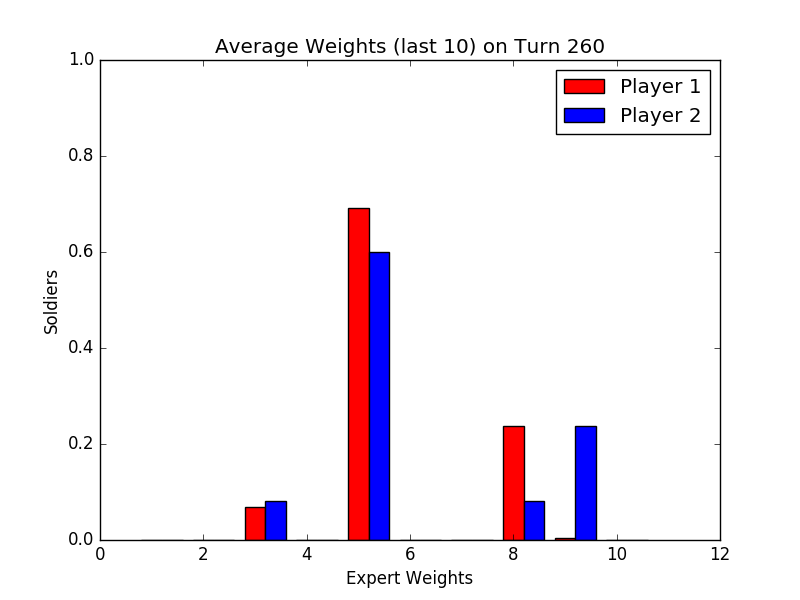 Average Weights (last 10) on Turn 260
1.0
0.8
0.6
0.4
0.2
0.0
Soldiers
Player 1
Player 2
0 2 4 6 8 10 12
Expert Weights